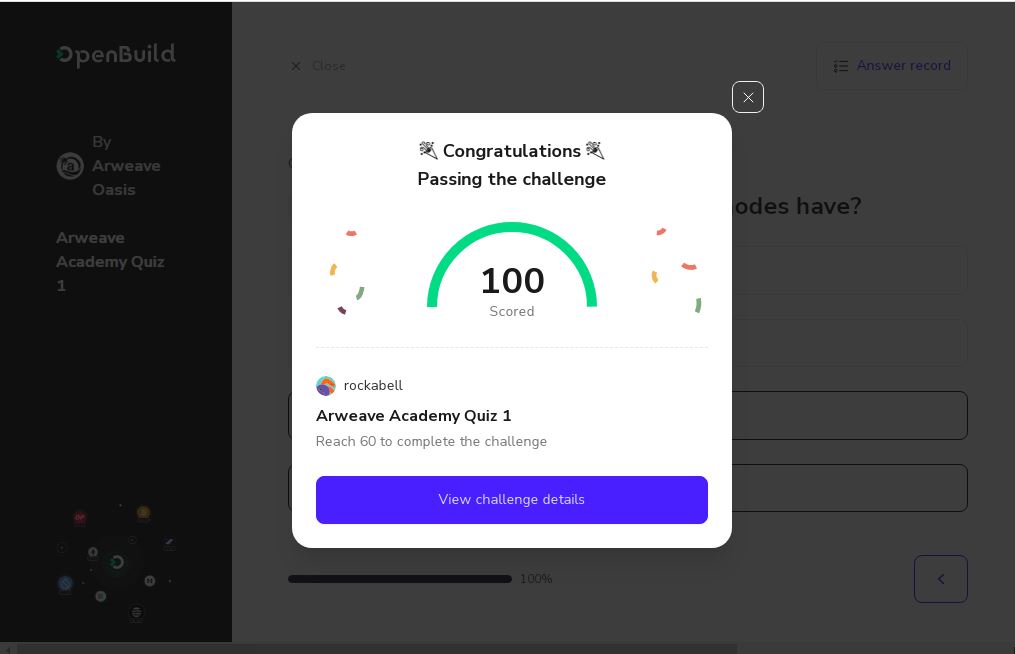 OpenBuild
By
Arweave
Oasis
Arweave
Academy Quiz
1
Close
Answer record
odes have?
Congratulations
Passing the challenge
100
Scored
rockabell
Arweave Academy Quiz 1
Reach 60 to complete the challenge
View challenge details
100%